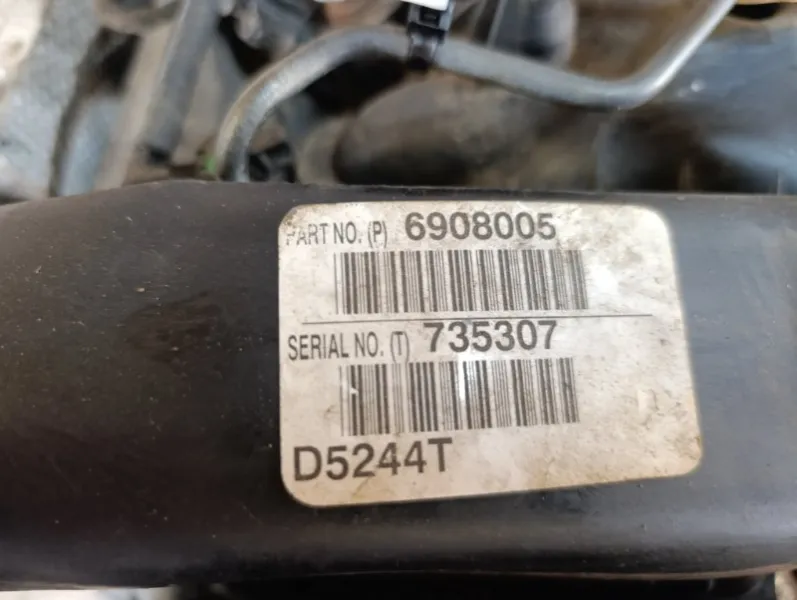 PART NO. (P) 6908005
SERIAL NO. (T) 735307
D5244T